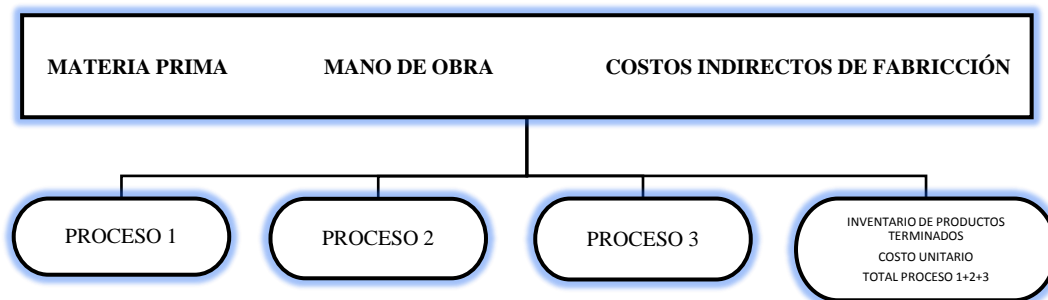 MATERIA PRIMA MANO DE OBRA COSTOS INDIRECTOS DE FABRICCIÓN
PROCESO 1
PROCESO 2
PROCESO 3
INVENTARIO DE PRODUCTOS
TERMINADOS
COSTO UNITARIO
TOTAL PROCESO 1+2+3